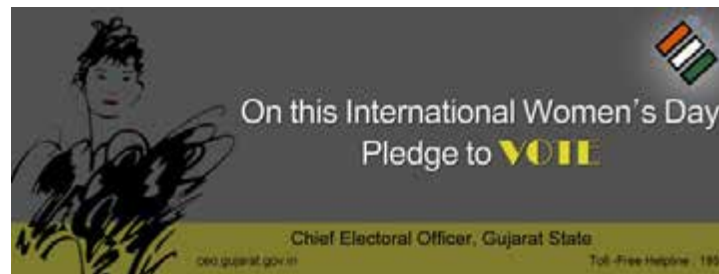 On this International Women's Day
Pledge to VOTE
Chief Electoral Officer, Gujarat State
ceo.gujarat.gov.in
Toll -Free Helpline : 195